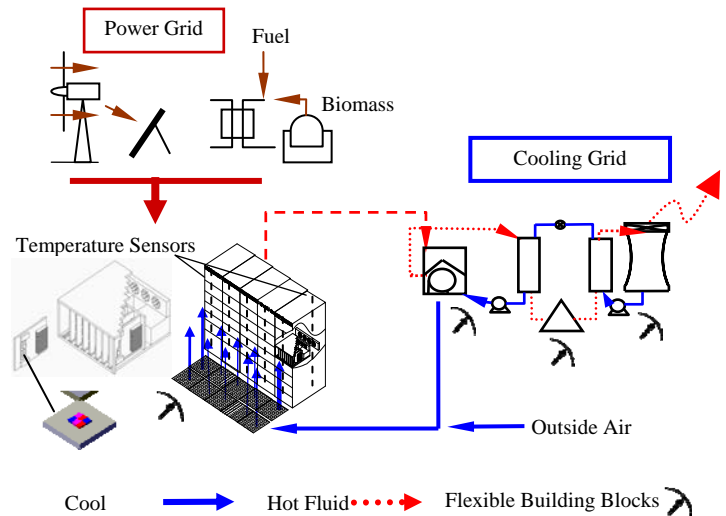 Power Grid
Fuel
Biomass
Cooling Grid
Temperature Sensors
Outside Air
Cool
Hot Fluid
Flexible Building Blocks